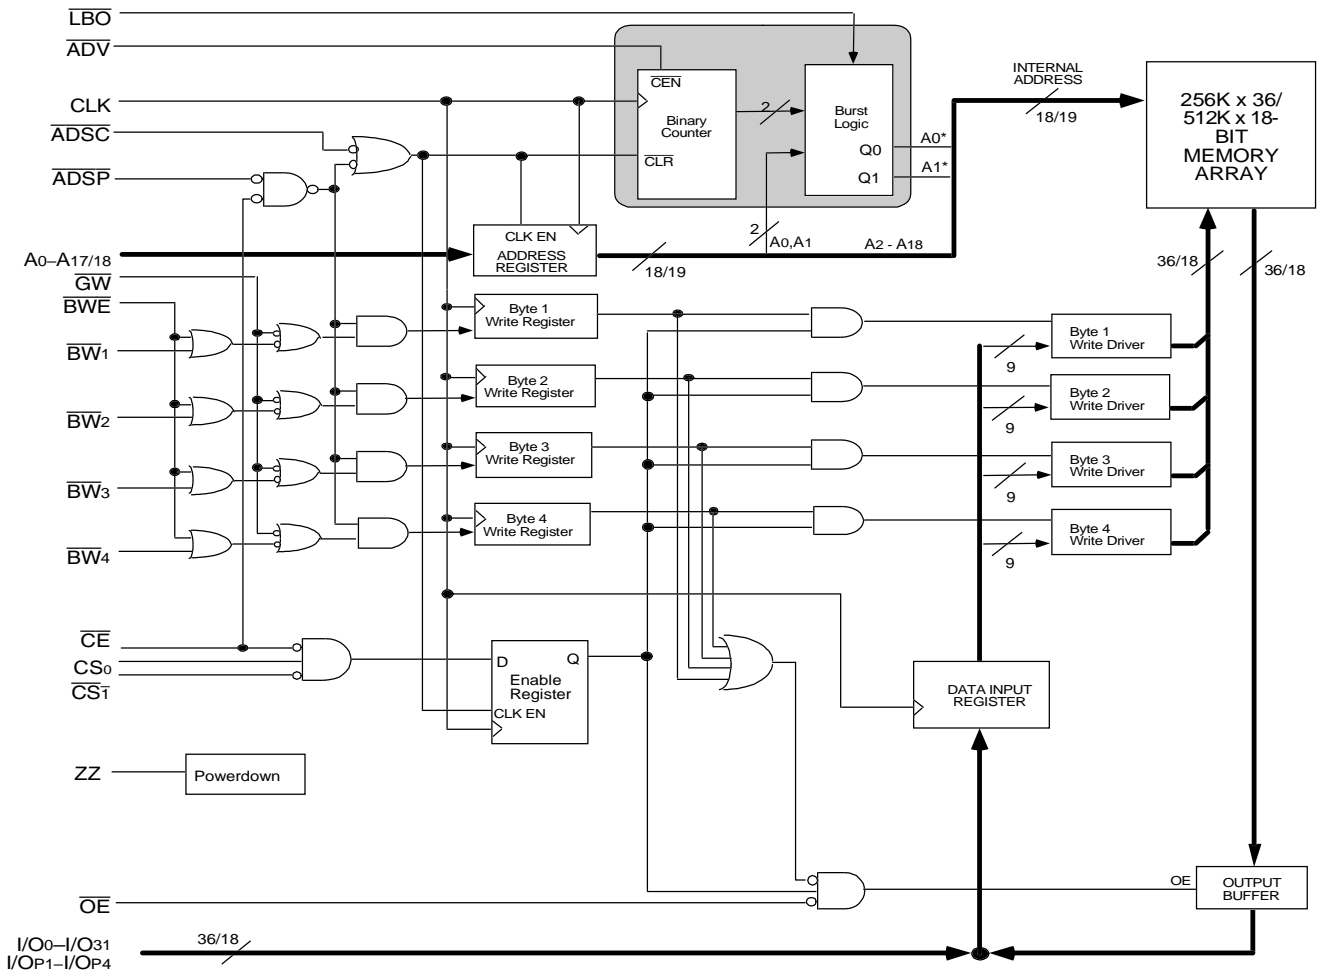 LBO
ADV
CLK
ADSC
ADSP
A0–A17/18
GW
BWE
BW1
BW2
BW3
BW4
CE
CS0
CS1
ZZ
Powerdown
OE
I/O0–I/O31
I/OP1–I/OP4
36/18
CEN
Binary
Counter
CLR
2
Burst
Logic
Q0
Q1
A0*
A1*
2
A0,A1
A2 - A18
INTERNAL
ADDRESS
18/19
256K x 36/
512K x 18-
BIT
MEMORY
ARRAY
CLK EN
ADDRESS
REGISTER
18/19
36/18
36/18
Byte 1
Write Register
Byte 2
Write Register
Byte 3
Write Register
Byte 4
Write Register
9
Byte 1
Write Driver
9
Byte 2
Write Driver
9
Byte 3
Write Driver
9
Byte 4
Write Driver
D
Q
Enable
Register
CLK EN
DATA INPUT
REGISTER
OE
OUTPUT
BUFFER